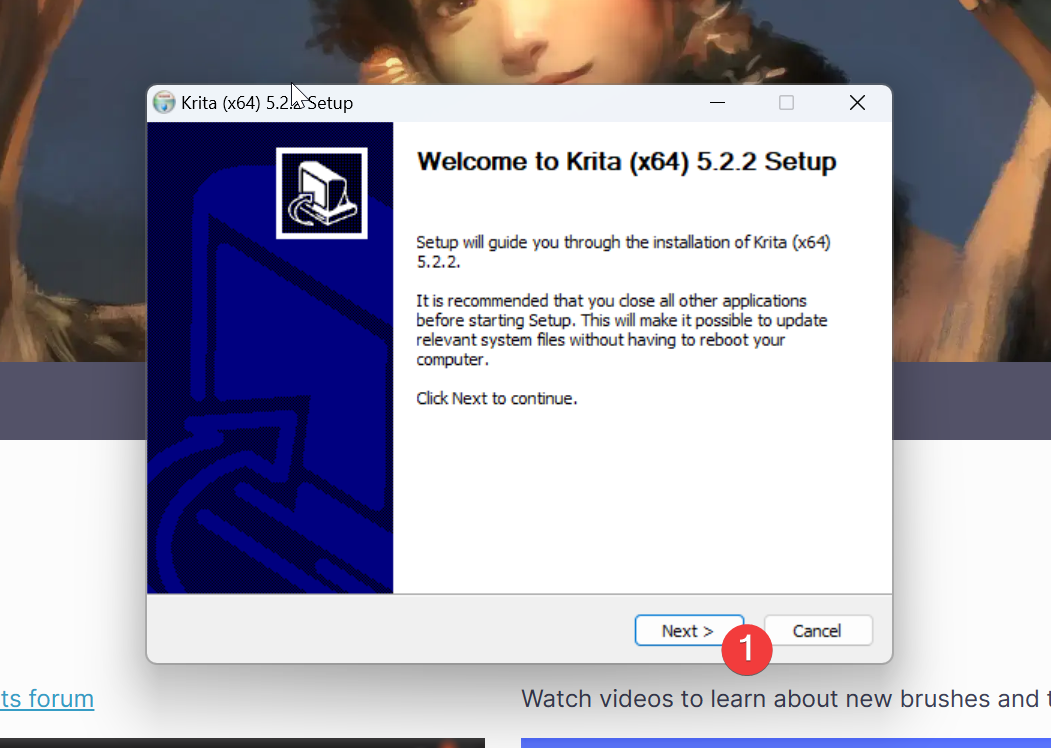 Krita (x64) 5.2.2 Setup
Welcome to Krita (x64) 5.2.2 Setup
Setup will guide you through the installation of Krita (x64)
5.2.2.
It is recommended that you close all other applications
before starting Setup. This will make it possible to update
relevant system files without having to reboot your
computer.
Click Next to continue.
Next >
Cancel
1
ts forum
Watch videos to learn about new brushes and t